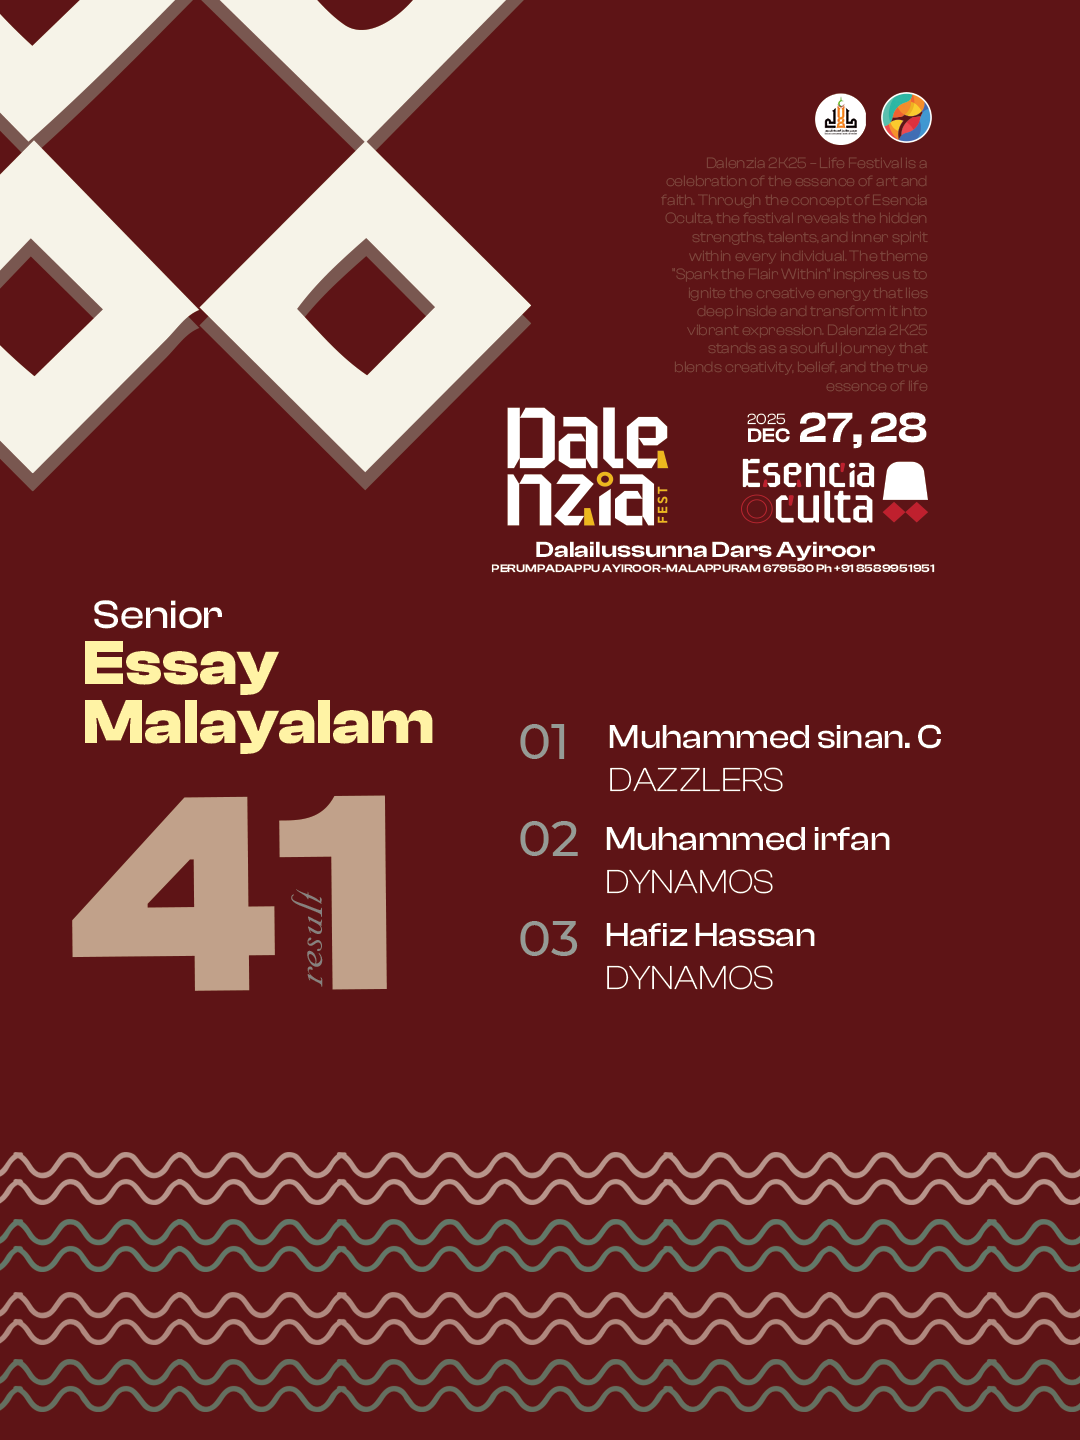 Dalenzia 2K25 – Life Festival is a
celebration of the essence of art and
faith. Through the concept of Esencia
Oculta, the festival reveals the hidden
strengths, talents, and inner spirit
within every individual. The theme
"Spark the Flair Within" inspires us to
ignite the creative energy that lies
deep inside and transform it into
vibrant expression. Dalenzia 2K25
stands as a soulful journey that
blends creativity, belief, and the true
essence of life
Dale
nzia
FEST
2025
DEC 27, 28
Esencia
Oculta
Dalailussunna Dars Ayiroor
PERUMPADAPPU AYIROOR-MALAPPURAM 679580 Ph +91 8589951951
Senior
Essay
Malayalam
41
result
01 Muhammed sinan. C
DAZZLERS
02 Muhammed irfan
DYNAMOS
03 Hafiz Hassan
DYNAMOS